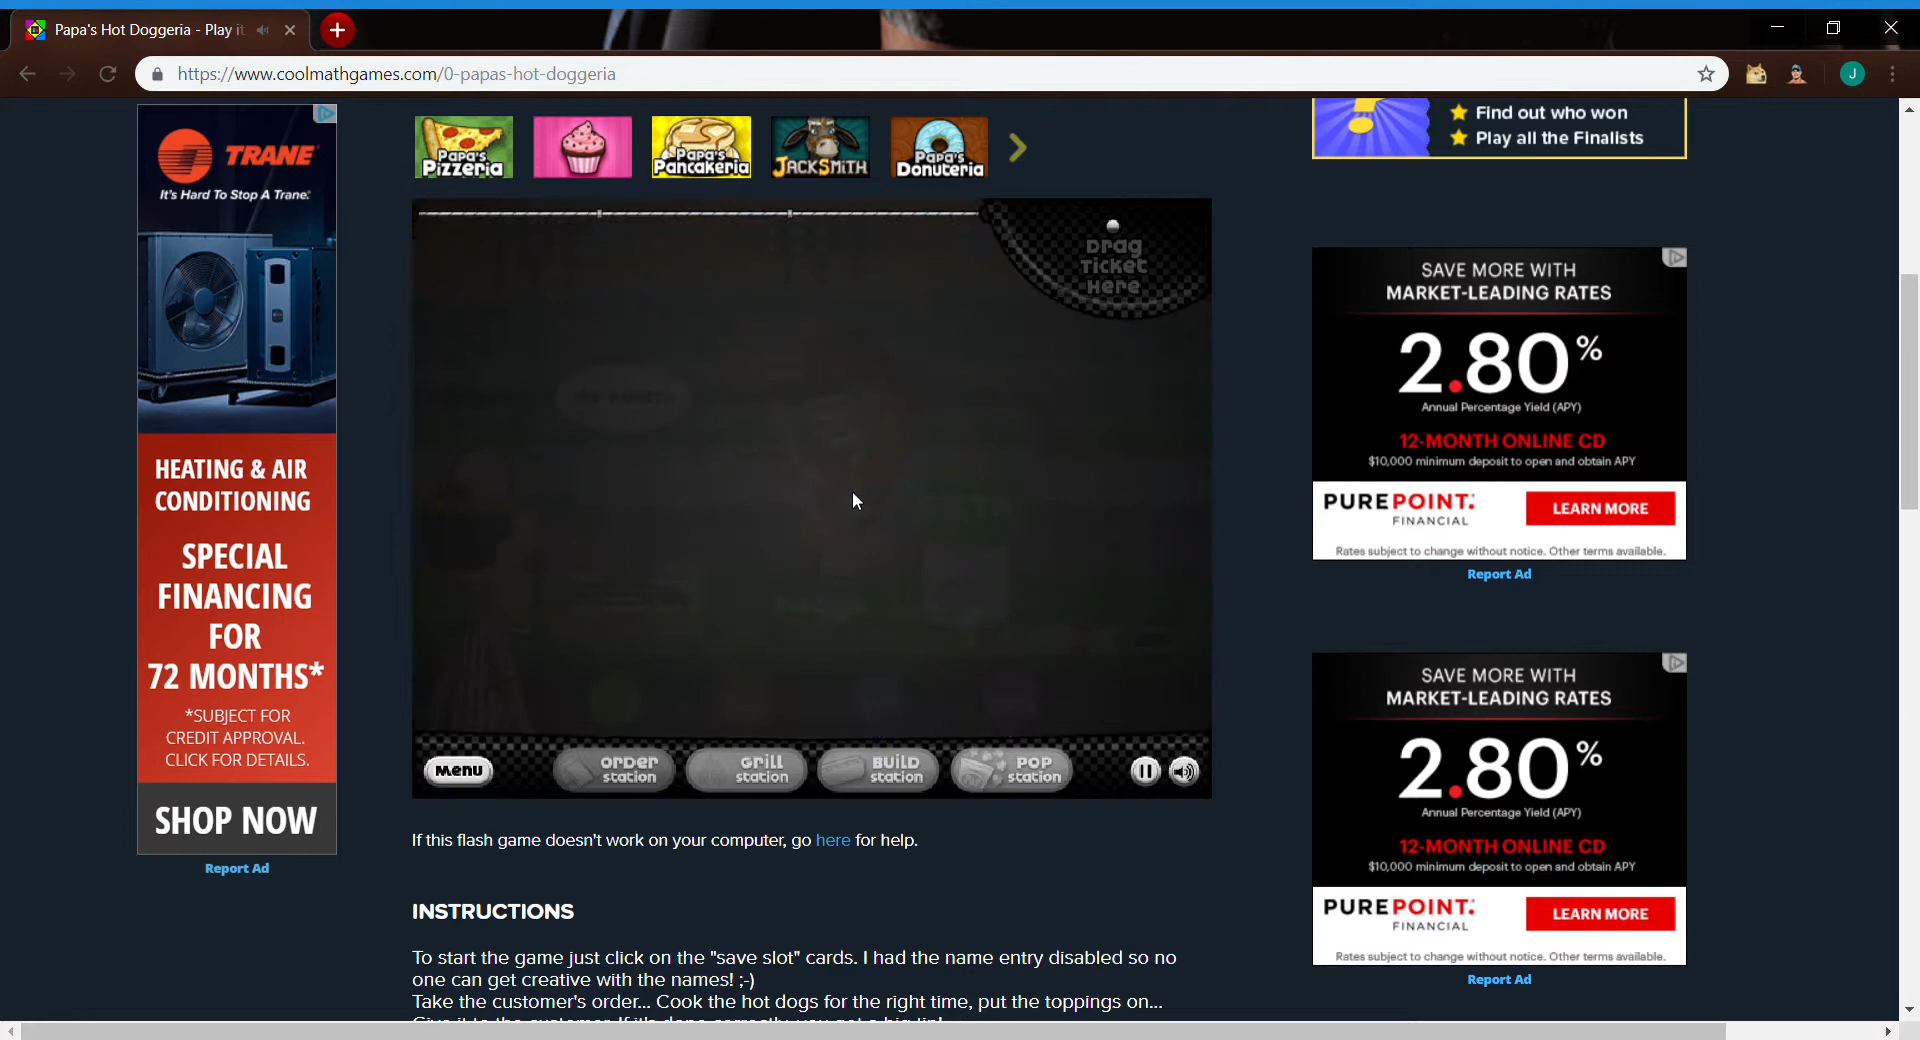 Papa's Hot Doggeria - Play it
https://www.coolmathgames.com/0-papas-hot-doggeria
J
TRANE
It's Hard To Stop A Trane.
HEATING & AIR
CONDITIONING
SPECIAL
FINANCING
FOR
72 MONTHS*
*SUBJECT FOR
CREDIT APPROVAL.
CLICK FOR DETAILS.
SHOP NOW
Report Ad
PAPA'S
PIZZERIA
PAPA'S
PANCAKERIA
JACKSMITH
PAPA'S
DONUTERIA
Drag
Ticket
Here
Menu
ORDER
station
Grill
station
BUILD
station
POP
station
If this flash game doesn't work on your computer, go here for help.
INSTRUCTIONS
To start the game just click on the "save slot" cards. I had the name entry disabled so no
one can get creative with the names! ;-)
Take the customer's order... Cook the hot dogs for the right time, put the toppings on...
Find out who won
Play all the Finalists
SAVE MORE WITH
MARKET-LEADING RATES
2.80%
Annual Percentage Yield (APY)
12-MONTH ONLINE CD
$10,000 minimum deposit to open and obtain APY
PUREPOINT.
FINANCIAL
LEARN MORE
Rates subject to change without notice. Other terms available.
Report Ad
SAVE MORE WITH
MARKET-LEADING RATES
2.80%
Annual Percentage Yield (APY)
12-MONTH ONLINE CD
$10,000 minimum deposit to open and obtain APY
PUREPOINT.
FINANCIAL
LEARN MORE
Rates subject to change without notice. Other terms available.
Report Ad